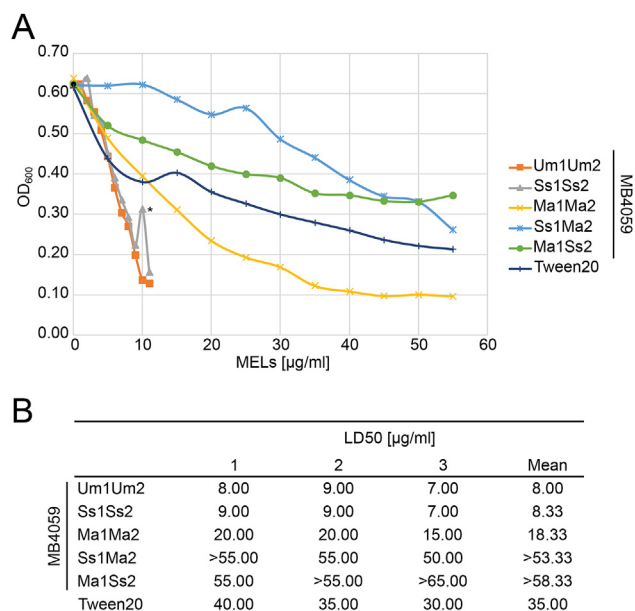 A
0.70
0.60
0.50
0.40
0.30
0.20
0.10
0.00
OD600
*
0 10 20 30 40 50 60
MELs [µg/ml]
Um1Um2
Ss1Ss2
Ma1Ma2
Ss1Ma2
Ma1Ss2
Tween20
MB4059
B
LD50 [µg/ml]
1 2 3 Mean
MB4059
Um1Um2 8.00 9.00 7.00 8.00
Ss1Ss2 9.00 9.00 7.00 8.33
Ma1Ma2 20.00 20.00 15.00 18.33
Ss1Ma2 >55.00 55.00 50.00 >53.33
Ma1Ss2 55.00 >55.00 >65.00 >58.33
Tween20 40.00 35.00 30.00 35.00